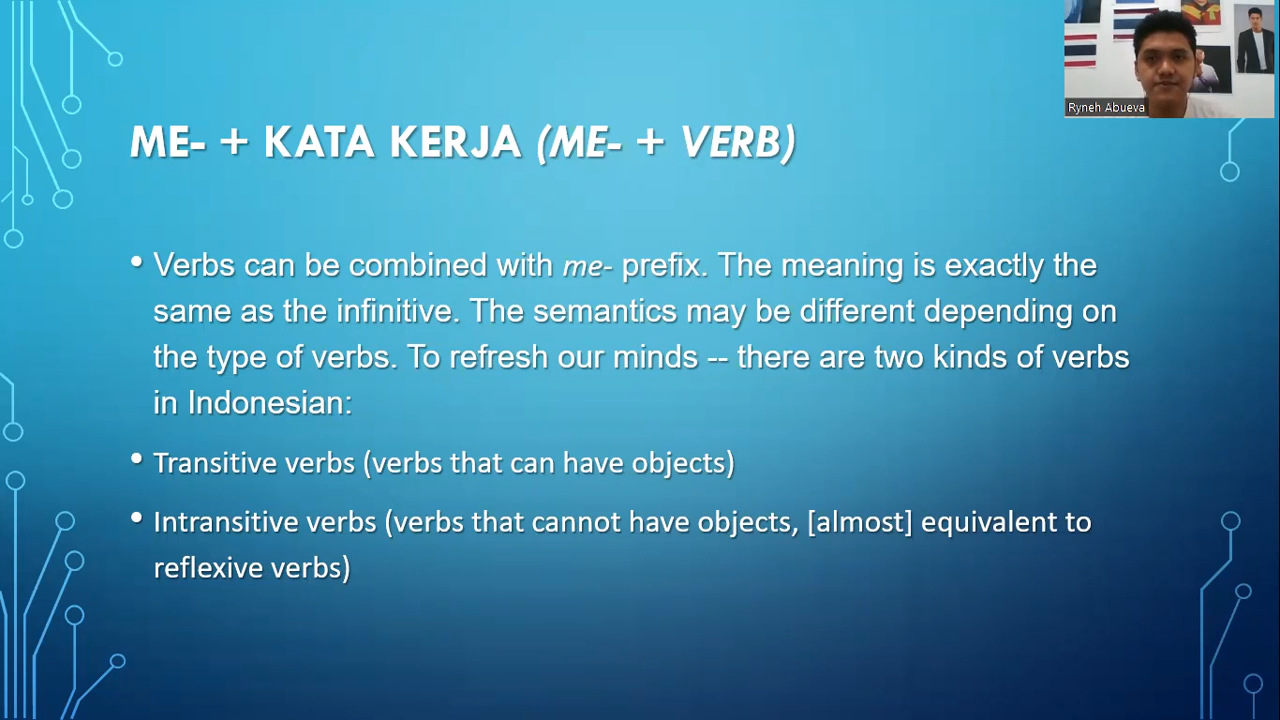 Ryneh Abueva
ME- + KATA KERJA (ME- + VERB)
• Verbs can be combined with me- prefix. The meaning is exactly the
same as the infinitive. The semantics may be different depending on
the type of verbs. To refresh our minds -- there are two kinds of verbs
in Indonesian:
• Transitive verbs (verbs that can have objects)
• Intransitive verbs (verbs that cannot have objects, [almost] equivalent to
reflexive verbs)